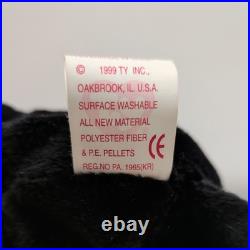 © 1999 TY INC.,
OAKBROOK, IL. U.S.A.
SURFACE WASHABLE
ALL NEW MATERIAL
POLYESTER FIBER
& P.E. PELLETS CE
REG.NO PA. 1965(KR)